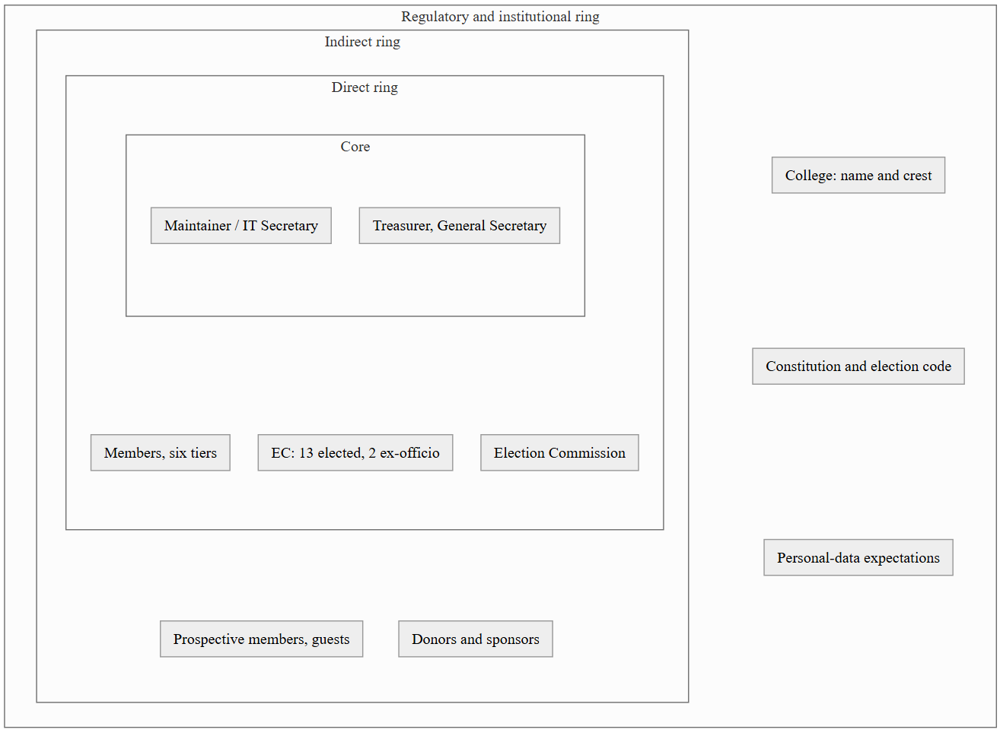 Regulatory and institutional ring
Indirect ring
Direct ring
Core
Maintainer / IT Secretary
Treasurer, General Secretary
Members, six tiers
EC: 13 elected, 2 ex-officio
Election Commission
Prospective members, guests
Donors and sponsors
College: name and crest
Constitution and election code
Personal-data expectations